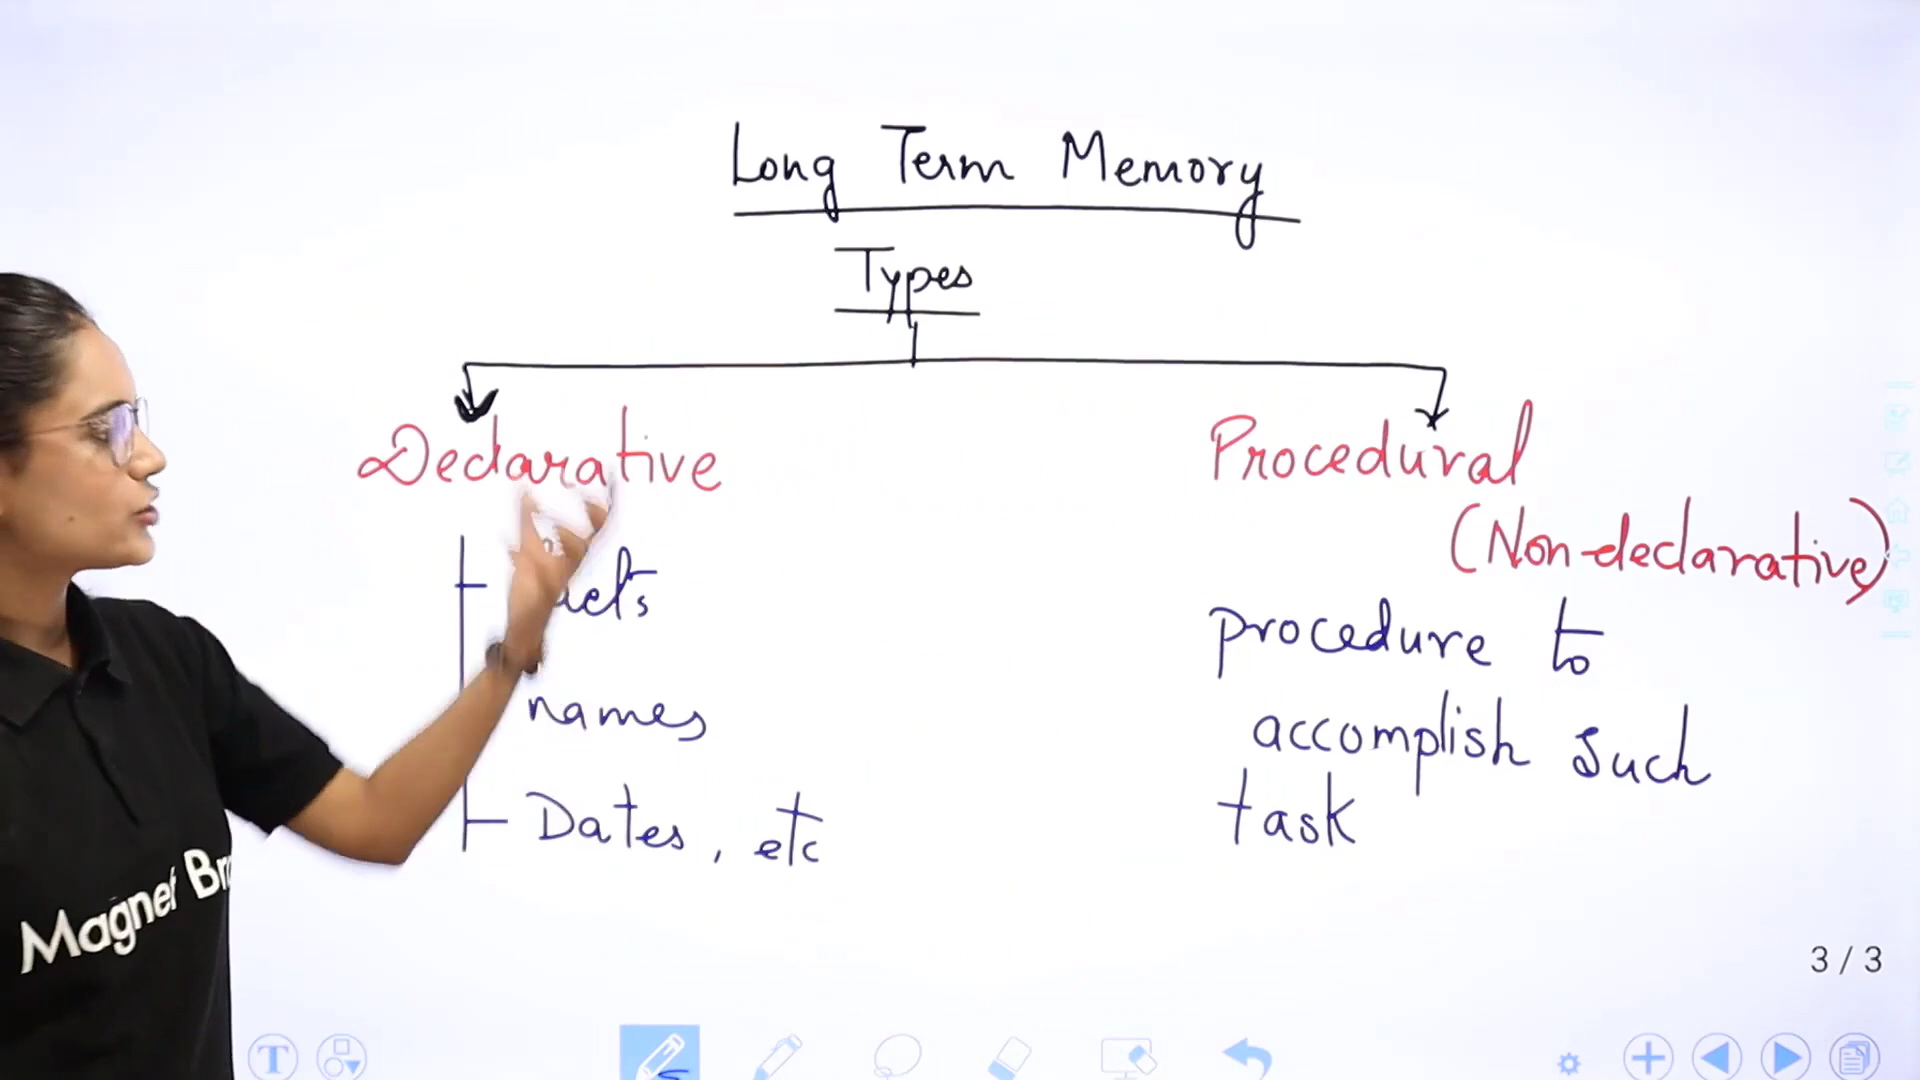 Long Term Memory
Types
Declarative
Procedural
(Non-declarative)
names
Dates, etc
procedure to
accomplish such
task
Magnet
3 / 3
T